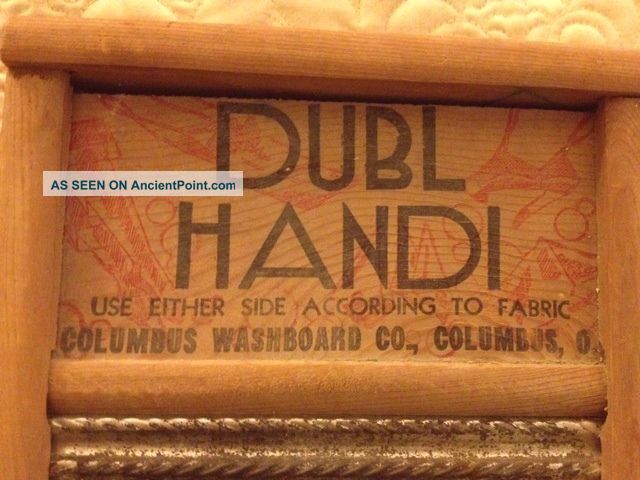 DUBL
AS SEEN ON AncientPoint.com
HANDI
USE EITHER SIDE ACCORDING TO FABRIC
COLUMBUS WASHBOARD CO., COLUMBUS, O.